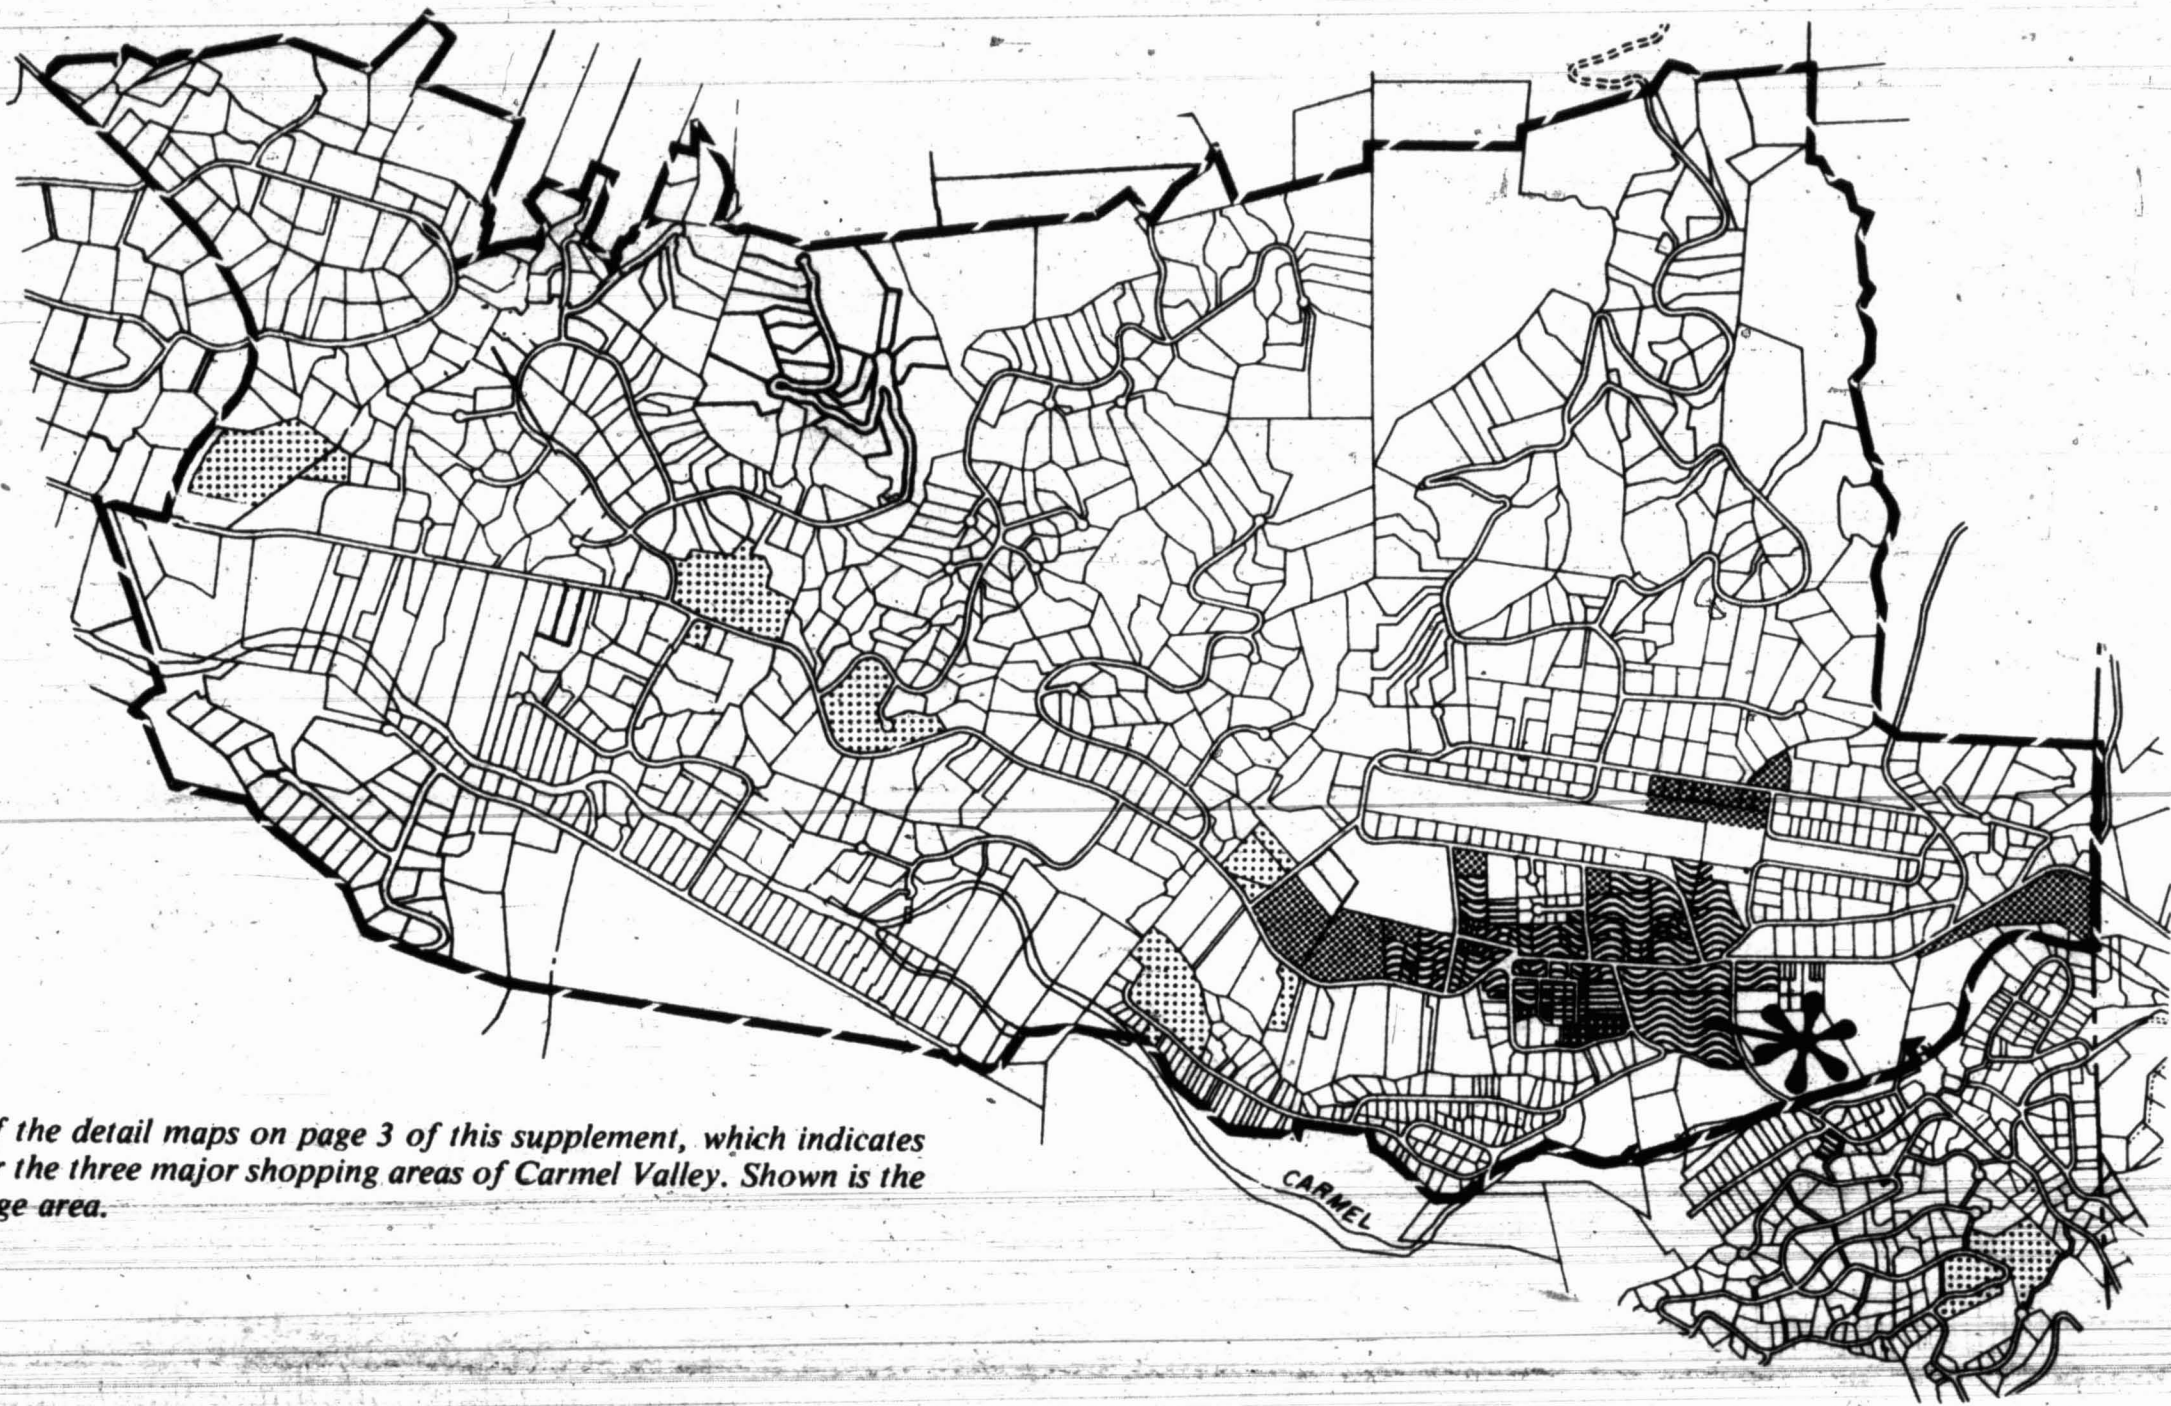 the detail maps on page 3 of this supplement, which indicates
the three major shopping areas of Carmel Valley. Shown is the
area.
CARMEL